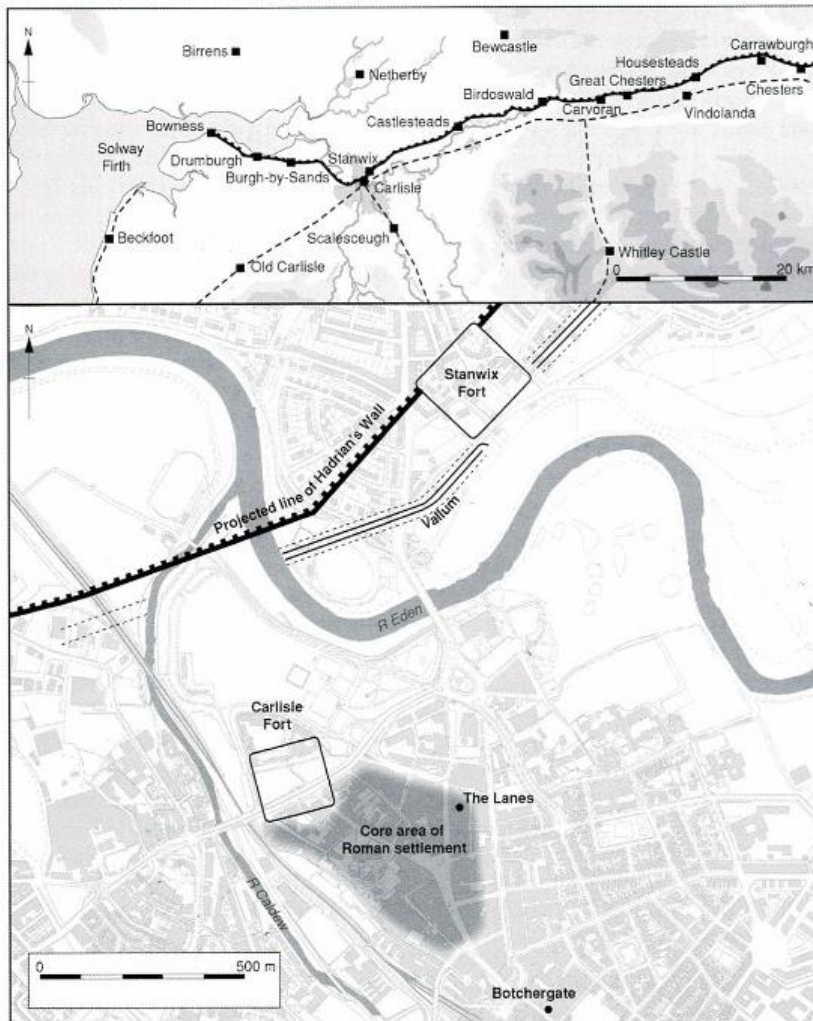 N
Birrens
Bewcastle
Netherby
Carrawburgh
Housesteads
Great Chesters
Birdoswald
Chesters
Castlesteads
Carvoran
Vindolanda
Bowness
Solway
Firth
Drumburgh
Stanwix
Burgh-by-Sands
Carlisle
Beckfoot
Scalesceugh
Old Carlisle
Whitley Castle
0 20 km
N
Stanwix
Fort
Projected line of Hadrian's Wall
Vallum
R Eden
Carlisle
Fort
The Lanes
Core area of
Roman settlement
R Caldew
0 500 m
Botchergate